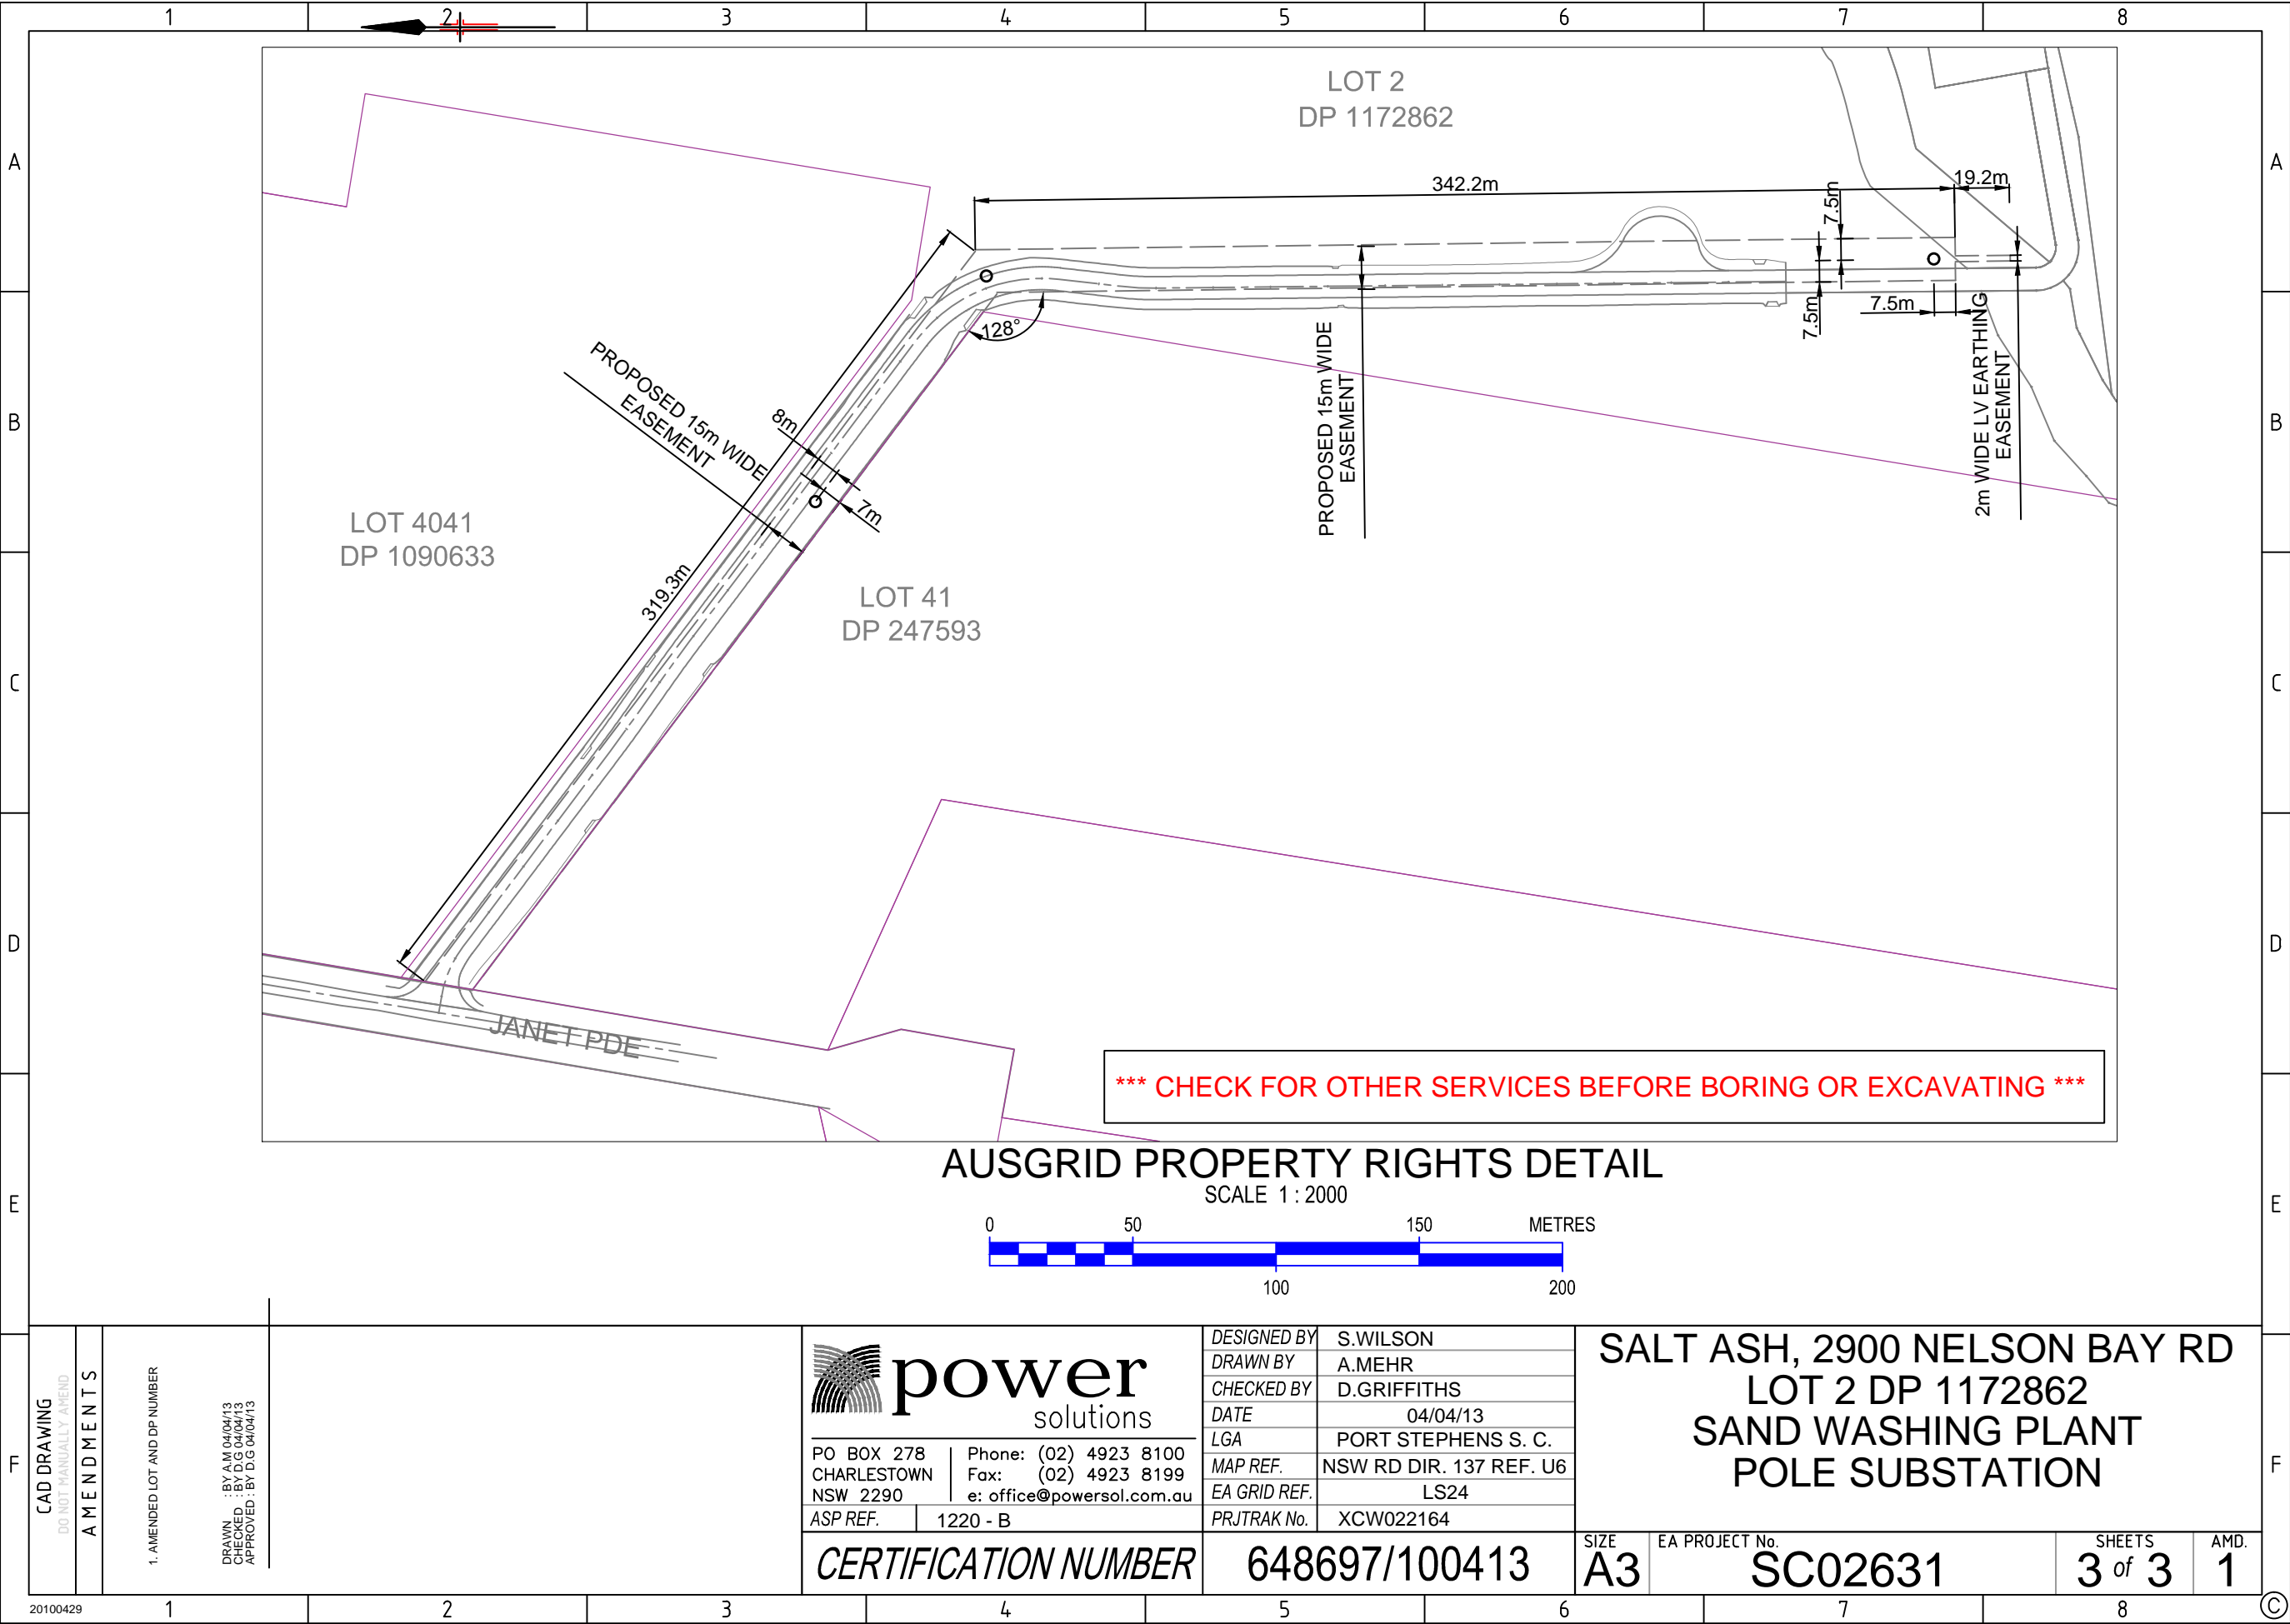 1 2 3 4 5 6 7 8
A A
B B
C C
D D
E E
F F
LOT 2
DP 1172862
342.2m
19.2m
7.5m
7.5m
7.5m
128°
PROPOSED 15m WIDE
EASEMENT
8m
7m
319.3m
PROPOSED 15m WIDE
EASEMENT
2m WIDE LV EARTHING
EASEMENT
LOT 4041
DP 1090633
LOT 41
DP 247593
JANET PDE
*** CHECK FOR OTHER SERVICES BEFORE BORING OR EXCAVATING ***
AUSGRID PROPERTY RIGHTS DETAIL
SCALE 1 : 2000
0 50 150 METRES
100 200
CAD DRAWING
DO NOT MANUALLY AMEND
AMENDMENTS
1. AMENDED LOT AND DP NUMBER
DRAWN : BY A.M 04/04/13
CHECKED : BY D.G 04/04/13
APPROVED : BY D.G 04/04/13
power
solutions
PO BOX 278
CHARLESTOWN
NSW 2290
Phone: (02) 4923 8100
Fax: (02) 4923 8199
e: office@powersol.com.au
ASP REF. 1220 - B
CERTIFICATION NUMBER 648697/100413
DESIGNED BY S.WILSON
DRAWN BY A.MEHR
CHECKED BY D.GRIFFITHS
DATE 04/04/13
LGA PORT STEPHENS S. C.
MAP REF. NSW RD DIR. 137 REF. U6
EA GRID REF. LS24
PRJTRAK No. XCW022164
SALT ASH, 2900 NELSON BAY RD
LOT 2 DP 1172862
SAND WASHING PLANT
POLE SUBSTATION
SIZE
A3
EA PROJECT No.
SC02631
SHEETS
3 of 3
AMD.
1
20100429
1 2 3 4 5 6 7 8
©